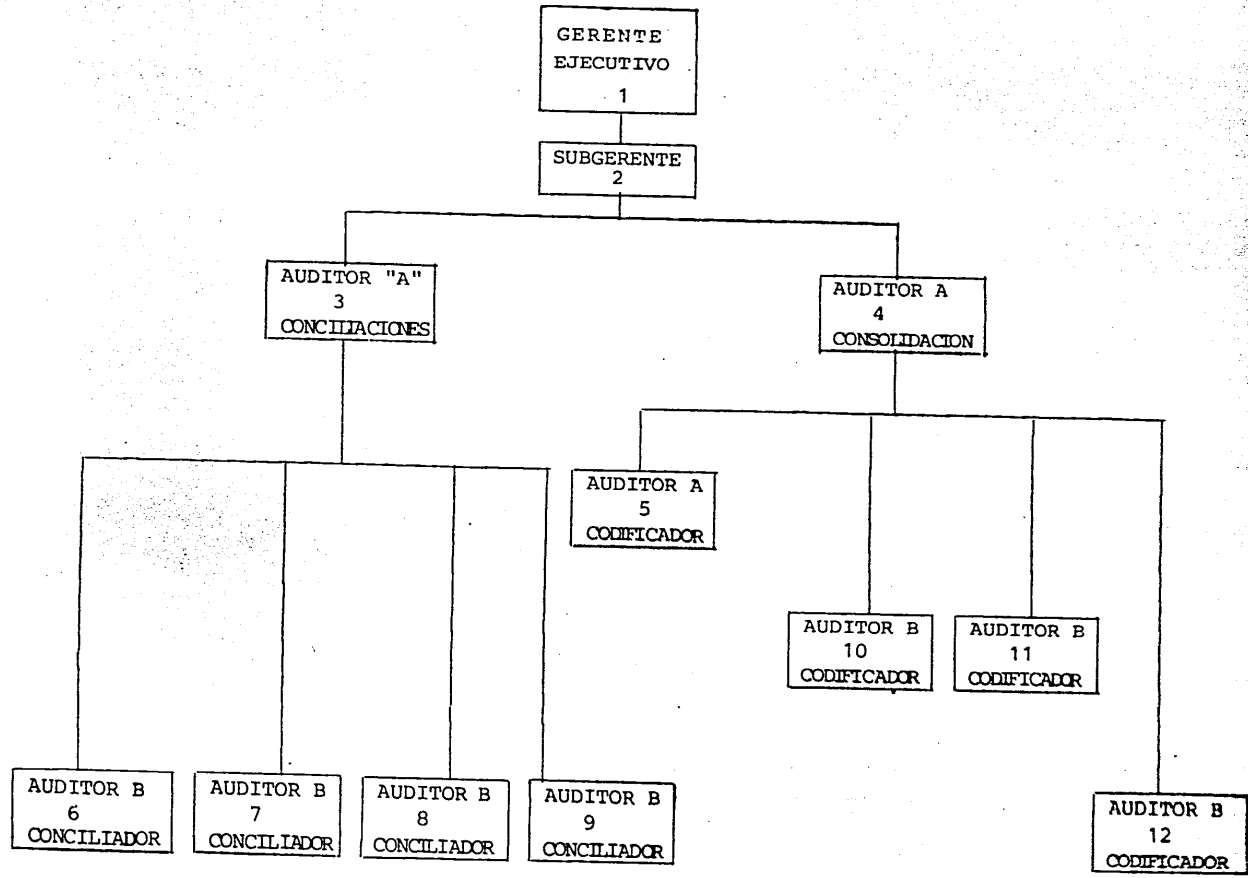 GERENTE
EJECUTIVO
1
SUBGERENTE
2
AUDITOR "A"
3
CONCILIACIONES
AUDITOR A
4
CONSOLIDACION
AUDITOR A
5
CODIFICADOR
AUDITOR B
10
CODIFICADOR
AUDITOR B
11
CODIFICADOR
AUDITOR B
6
CONCILIADOR
AUDITOR B
7
CONCILIADOR
AUDITOR B
8
CONCILIADOR
AUDITOR B
9
CONCILIADOR
AUDITOR B
12
CODIFICADOR